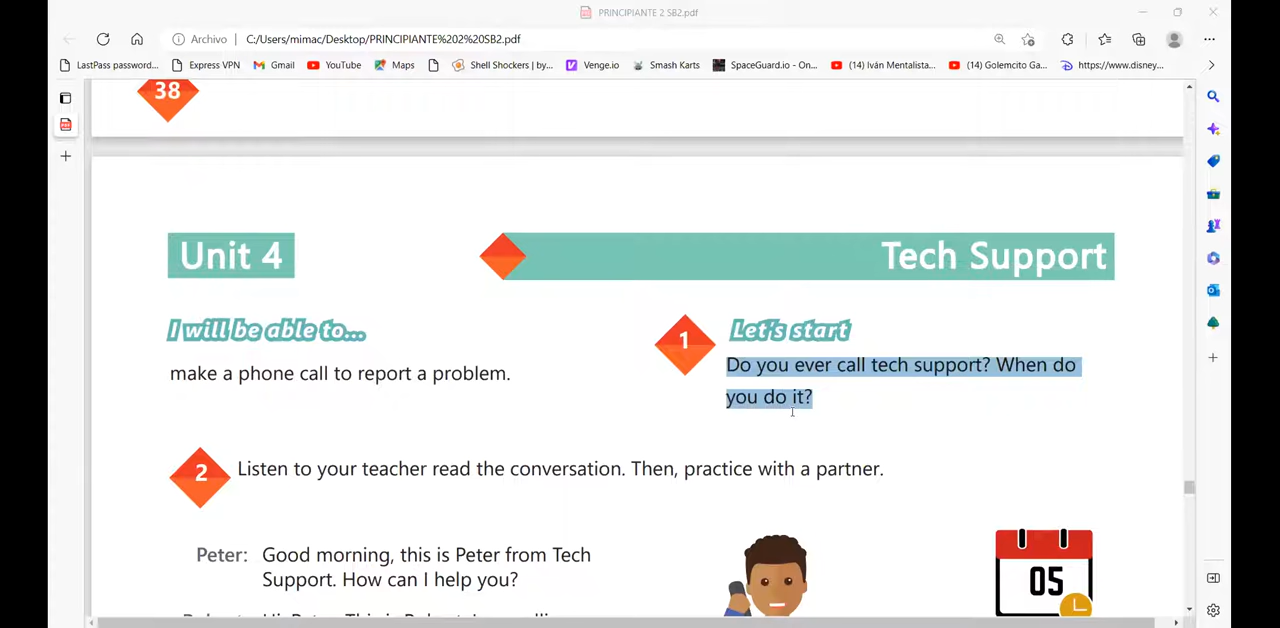 PRINCIPIANTE 2 SB2.pdf
Archivo C:/Users/mimac/Desktop/PRINCIPIANTE%202%20SB2.pdf
LastPass password... Express VPN Gmail YouTube Maps Shell Shockers | by... Venge.io Smash Karts SpaceGuard.io - On... (14) Iván Mentalista... (14) Golemcito Ga... https://www.disney...
38
Unit 4 Tech Support
I will be able to...
make a phone call to report a problem.
1 Let's start
Do you ever call tech support? When do
you do it?
2 Listen to your teacher read the conversation. Then, practice with a partner.
Peter: Good morning, this is Peter from Tech
Support. How can I help you?
05